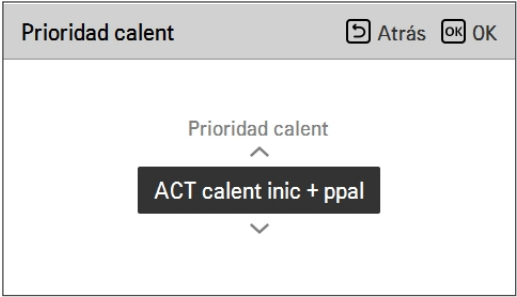 Prioridad calent Atrás OK OK
Prioridad calent
ACT calent inic + ppal